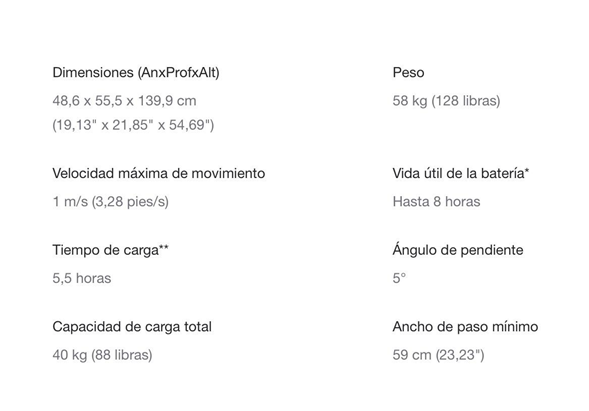 Dimensiones (AnxProfxAlt)
48,6 x 55,5 x 139,9 cm
(19,13" x 21,85" x 54,69")
Peso
58 kg (128 libras)
Velocidad máxima de movimiento
1 m/s (3,28 pies/s)
Vida útil de la batería*
Hasta 8 horas
Tiempo de carga**
5,5 horas
Ángulo de pendiente
5°
Capacidad de carga total
40 kg (88 libras)
Ancho de paso mínimo
59 cm (23,23")